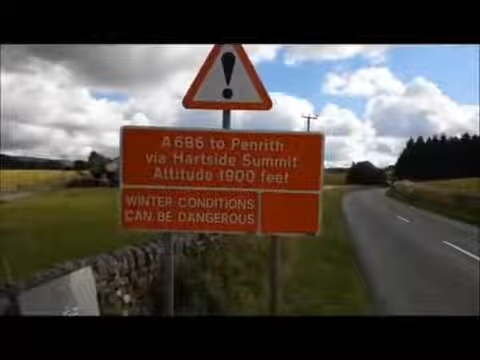 A686 to Penrith
via Hartside Summit
Altitude 1900 feet
WINTER CONDITIONS
CAN BE DANGEROUS